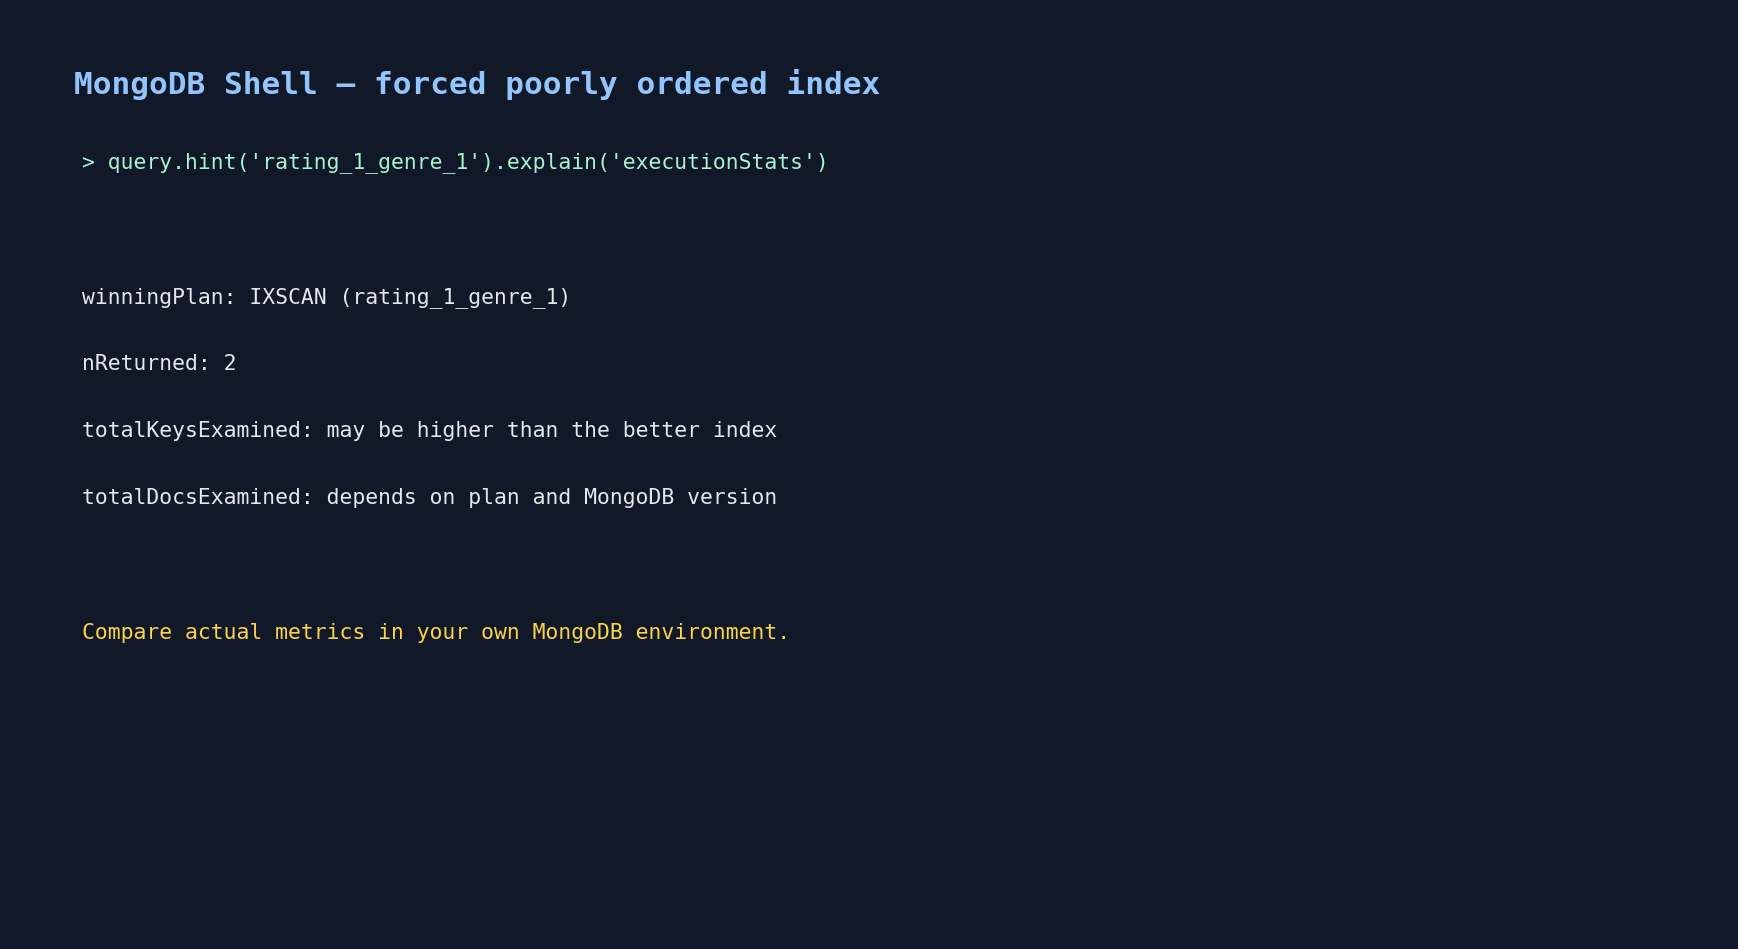 MongoDB Shell — forced poorly ordered index
> query.hint('rating_1_genre_1').explain('executionStats')
winningPlan: IXSCAN (rating_1_genre_1)
nReturned: 2
totalKeysExamined: may be higher than the better index
totalDocsExamined: depends on plan and MongoDB version
Compare actual metrics in your own MongoDB environment.